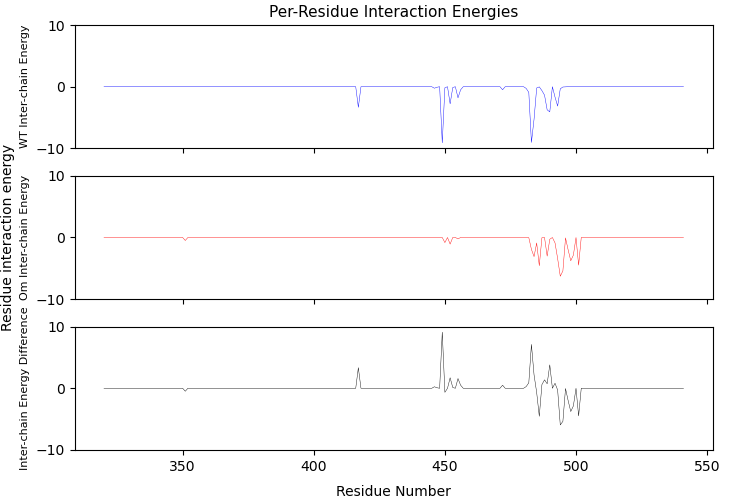 Per-Residue Interaction Energies
Residue interaction energy
WT Inter-chain Energy
10
0
−10
Om Inter-chain Energy
10
0
−10
Inter-chain Energy Difference
10
0
−10
350
400
450
500
550
Residue Number